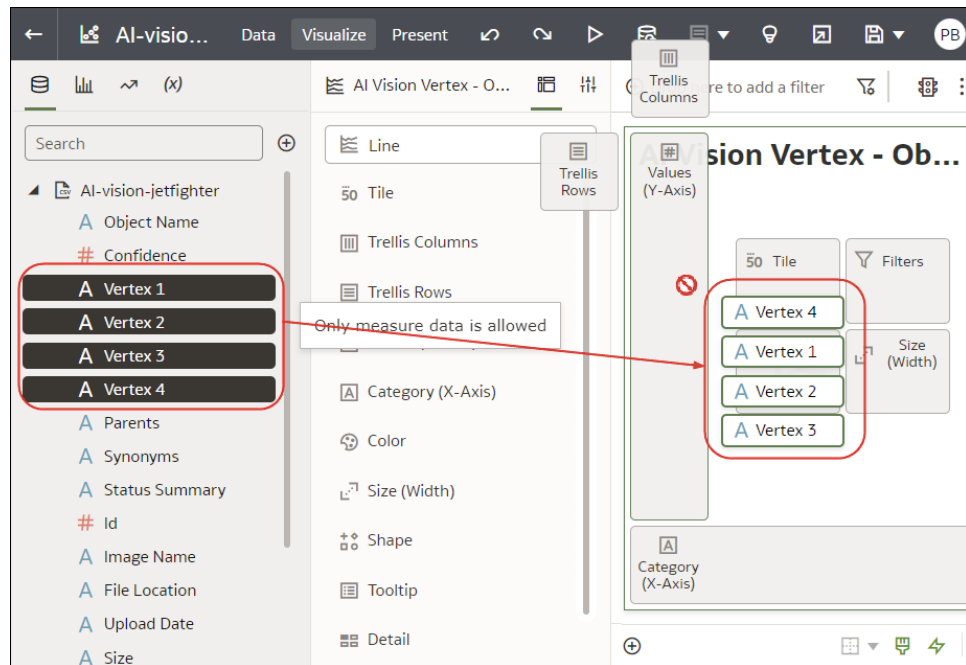 AI-visio...
Data
Visualize
Present
PB
(x)
AI Vision Vertex - O...
Trellis
Columns
re to add a filter
Search
Line
Trellis
Rows
Values
(Y-Axis)
AI Vision Vertex - Ob...
AI-vision-jetfighter
A Object Name
# Confidence
A Vertex 1
A Vertex 2
A Vertex 3
A Vertex 4
A Parents
A Synonyms
A Status Summary
# Id
A Image Name
A File Location
A Upload Date
A Size
50 Tile
Trellis Columns
Trellis Rows
Only measure data is allowed
A Category (X-Axis)
Color
Size (Width)
Shape
Tooltip
Detail
50 Tile
Filters
Size
(Width)
A Vertex 4
A Vertex 1
A Vertex 2
A Vertex 3
A
Category
(X-Axis)